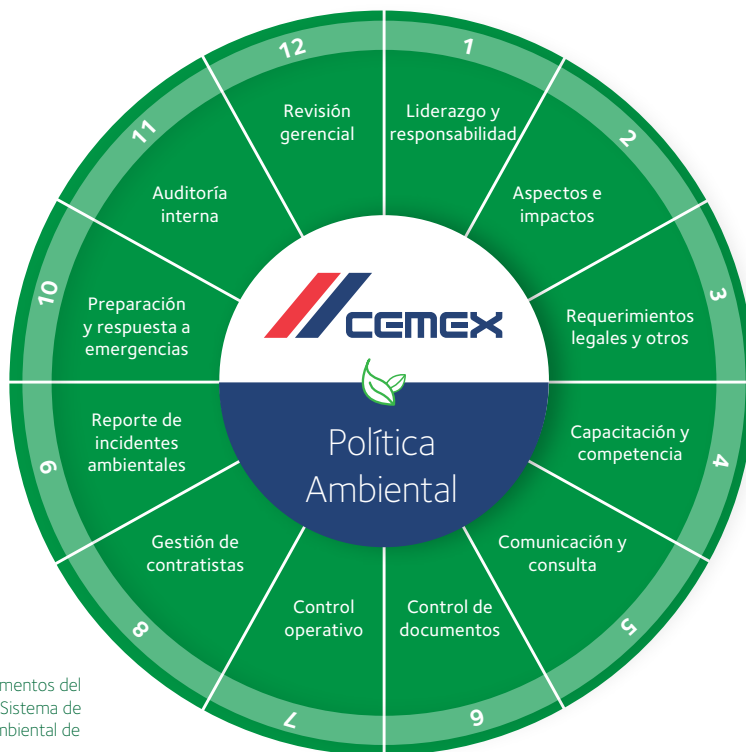 12
1
Revisión
gerencial
Liderazgo y
responsabilidad
11
2
Auditoría
interna
Aspectos e
impactos
10
3
Preparación
y respuesta a
emergencias
Requerimientos
legales y otros
CEMEX
Política
Ambiental
9
4
Reporte de
incidentes
ambientales
Capacitación y
competencia
8
5
Gestión de
contratistas
Comunicación y
consulta
7
6
Control
operativo
Control de
documentos
mentos del
Sistema de
mbiental de